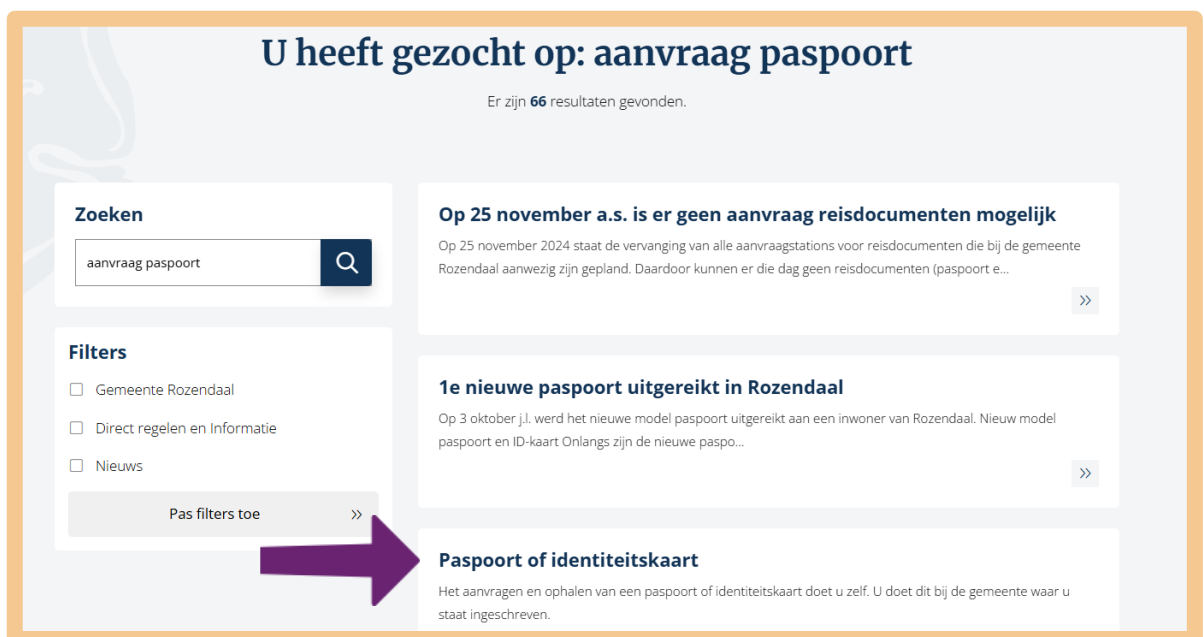 U heeft gezocht op: aanvraag paspoort
Er zijn 66 resultaten gevonden.
Zoeken
aanvraag paspoort
Filters
Gemeente Rozendaal
Direct regelen en Informatie
Nieuws
Pas filters toe
Op 25 november a.s. is er geen aanvraag reisdocumenten mogelijk
Op 25 november 2024 staat de vervanging van alle aanvraagstations voor reisdocumenten die bij de gemeente
Rozendaal aanwezig zijn gepland. Daardoor kunnen er die dag geen reisdocumenten (paspoort e...
1e nieuwe paspoort uitgereikt in Rozendaal
Op 3 oktober j.l. werd het nieuwe model paspoort uitgereikt aan een inwoner van Rozendaal. Nieuw model
paspoort en ID-kaart Onlangs zijn de nieuwe paspo...
Paspoort of identiteitskaart
Het aanvragen en ophalen van een paspoort of identiteitskaart doet u zelf. U doet dit bij de gemeente waar u
staat ingeschreven.